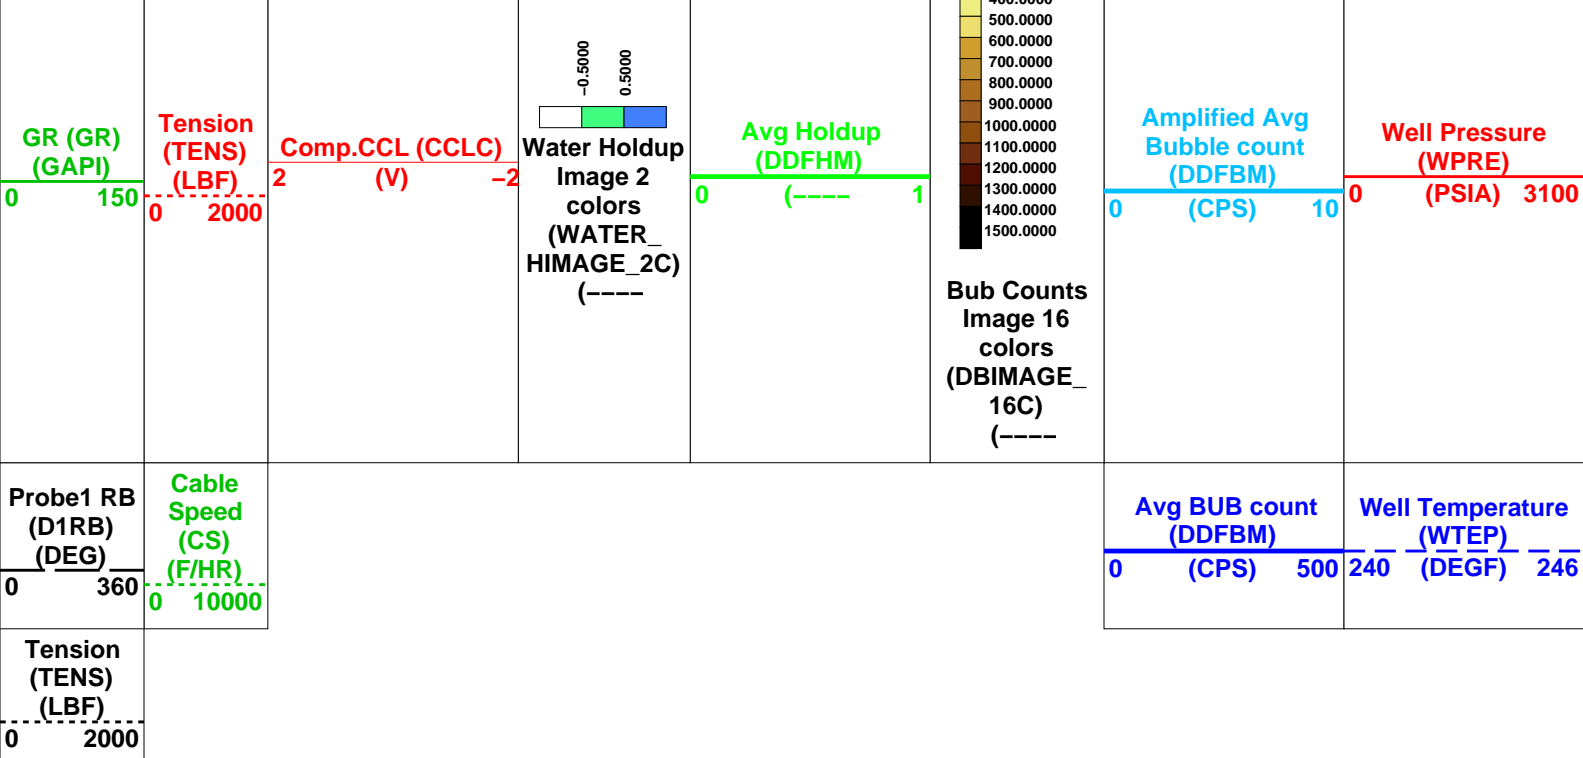 GR (GR)
(GAPI)
0 150
Tension
(TENS)
(LBF)
0 2000
Comp.CCL (CCLC)
2 (V) −2
−0.5000
0.5000
Water Holdup
Image 2
colors
(WATER_
HIMAGE_2C)
(−−−−
Avg Holdup
(DDFHM)
0 (−−−− 1
500.0000
600.0000
700.0000
800.0000
900.0000
1000.0000
1100.0000
1200.0000
1300.0000
1400.0000
1500.0000
Bub Counts
Image 16
colors
(DBIMAGE_
16C)
(−−−−
Amplified Avg
Bubble count
(DDFBM)
0 (CPS) 10
Well Pressure
(WPRE)
0 (PSIA) 3100
Probe1 RB
(D1RB)
(DEG)
0 360
Cable
Speed
(CS)
(F/HR)
0 10000
Avg BUB count
(DDFBM)
0 (CPS) 500
Well Temperature
(WTEP)
240 (DEGF) 246
Tension
(TENS)
(LBF)
0 2000